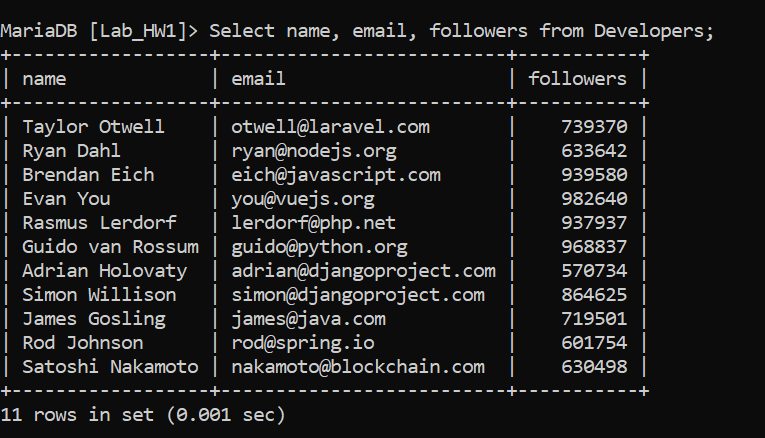 MariaDB [Lab_HW1]> Select name, email, followers from Developers;
+------------------+--------------------------+-----------+
| name             | email                    | followers |
+------------------+--------------------------+-----------+
| Taylor Otwell    | otwell@laravel.com       |    739370 |
| Ryan Dahl        | ryan@nodejs.org          |    633642 |
| Brendan Eich     | eich@javascript.com      |    939580 |
| Evan You         | you@vuejs.org            |    982640 |
| Rasmus Lerdorf   | lerdorf@php.net          |    937937 |
| Guido van Rossum | guido@python.org         |    968837 |
| Adrian Holovaty  | adrian@djangoproject.com |    570734 |
| Simon Willison   | simon@djangoproject.com  |    864625 |
| James Gosling    | james@java.com           |    719501 |
| Rod Johnson      | rod@spring.io            |    601754 |
| Satoshi Nakamoto | nakamoto@blockchain.com  |    630498 |
+------------------+--------------------------+-----------+
11 rows in set (0.001 sec)